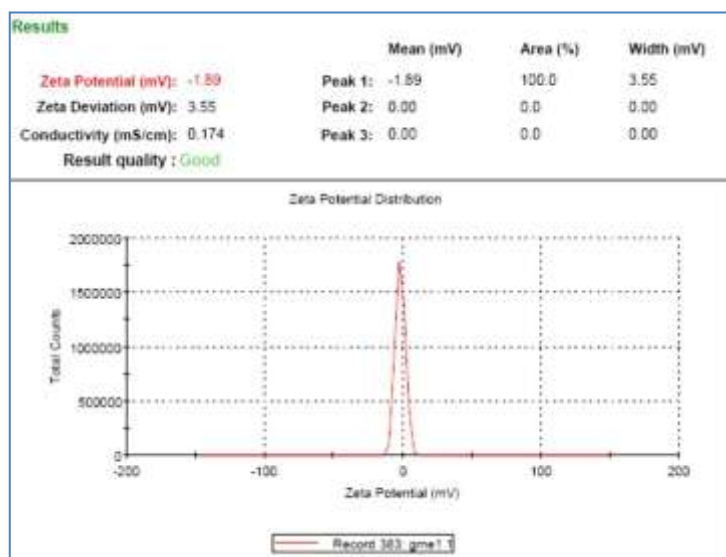 Results
Mean (mV) Area (%) Width (mV)
Zeta Potential (mV): -1.89 Peak 1: -1.89 100.0 3.55
Zeta Deviation (mV): 3.55 Peak 2: 0.00 0.0 0.00
Conductivity (mS/cm): 0.174 Peak 3: 0.00 0.0 0.00
Result quality : Good
Zeta Potential Distribution
2000000
1500000
1000000
500000
0
Total Counts
-200 -100 0 100 200
Zeta Potential (mV)
Record 383: gme1 1